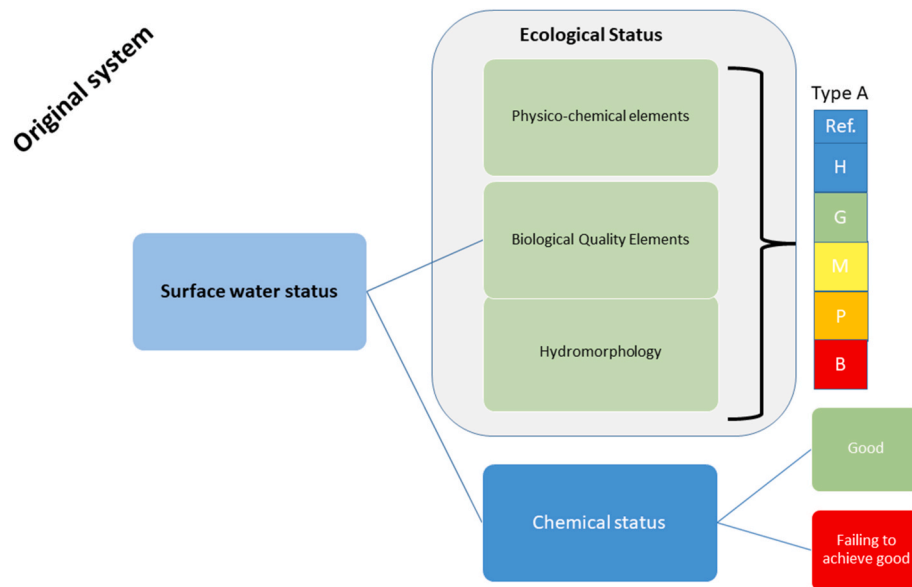 Original system
Ecological Status
Physico-chemical elements
Biological Quality Elements
Hydromorphology
Surface water status
Type A
Ref.
H
G
M
P
B
Chemical status
Good
Failing to
achieve good